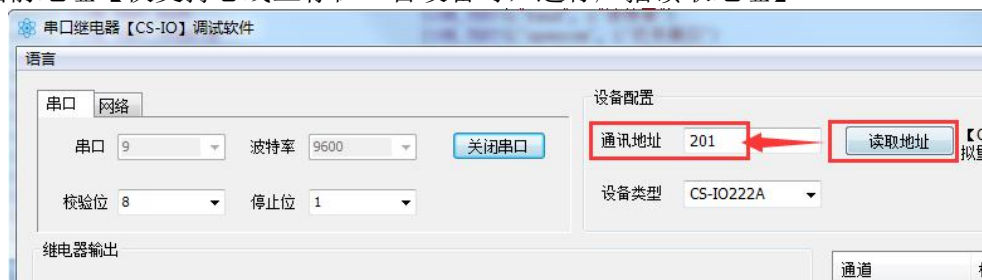 串口继电器【CS-IO】调试软件
语言
串口 网络
串口 9 波特率 9600 关闭串口
校验位 8 停止位 1
设备配置
通讯地址 201 读取地址
设备类型 CS-IO222A
继电器输出
通道